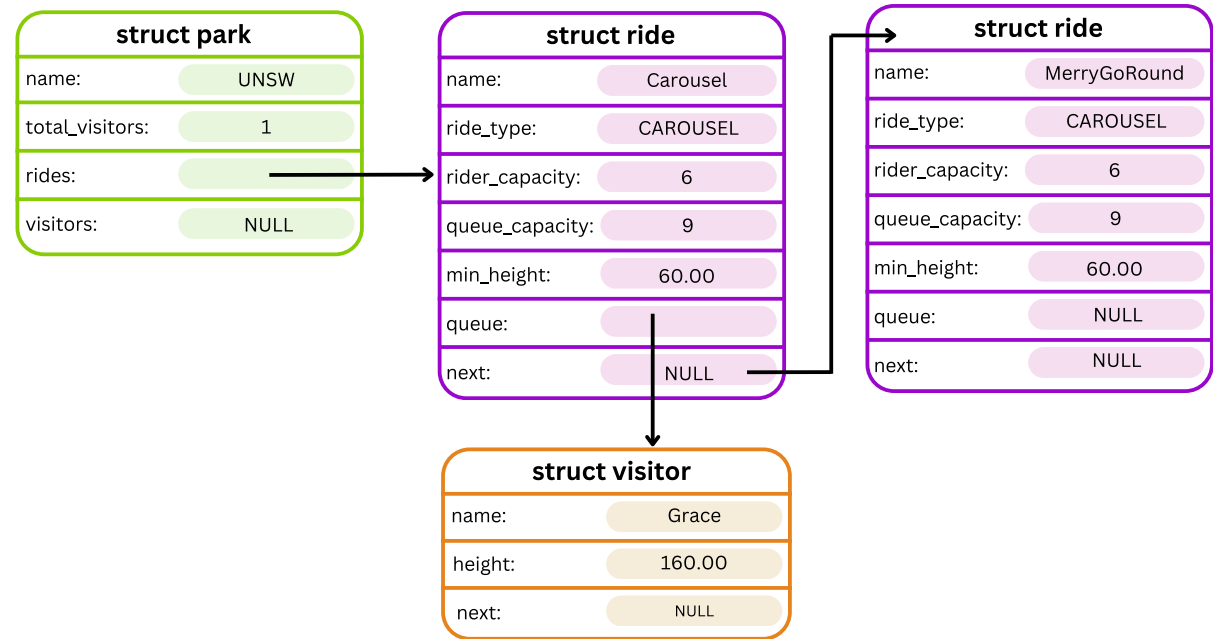 struct park
name: UNSW
total_visitors: 1
rides:
visitors: NULL
struct ride
name: Carousel
ride_type: CAROUSEL
rider_capacity: 6
queue_capacity: 9
min_height: 60.00
queue:
next: NULL
struct ride
name: MerryGoRound
ride_type: CAROUSEL
rider_capacity: 6
queue_capacity: 9
min_height: 60.00
queue: NULL
next: NULL
struct visitor
name: Grace
height: 160.00
next: NULL